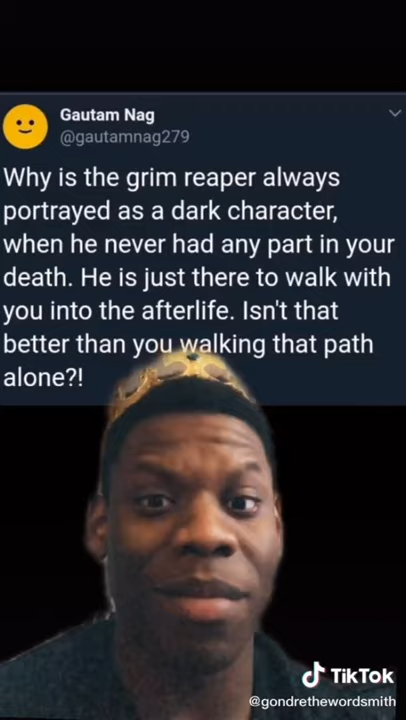 Gautam Nag
@gautamnag279
Why is the grim reaper always
portrayed as a dark character,
when he never had any part in your
death. He is just there to walk with
you into the afterlife. Isn't that
better than you walking that path
alone?!
TikTok
@gondrethewordsmith